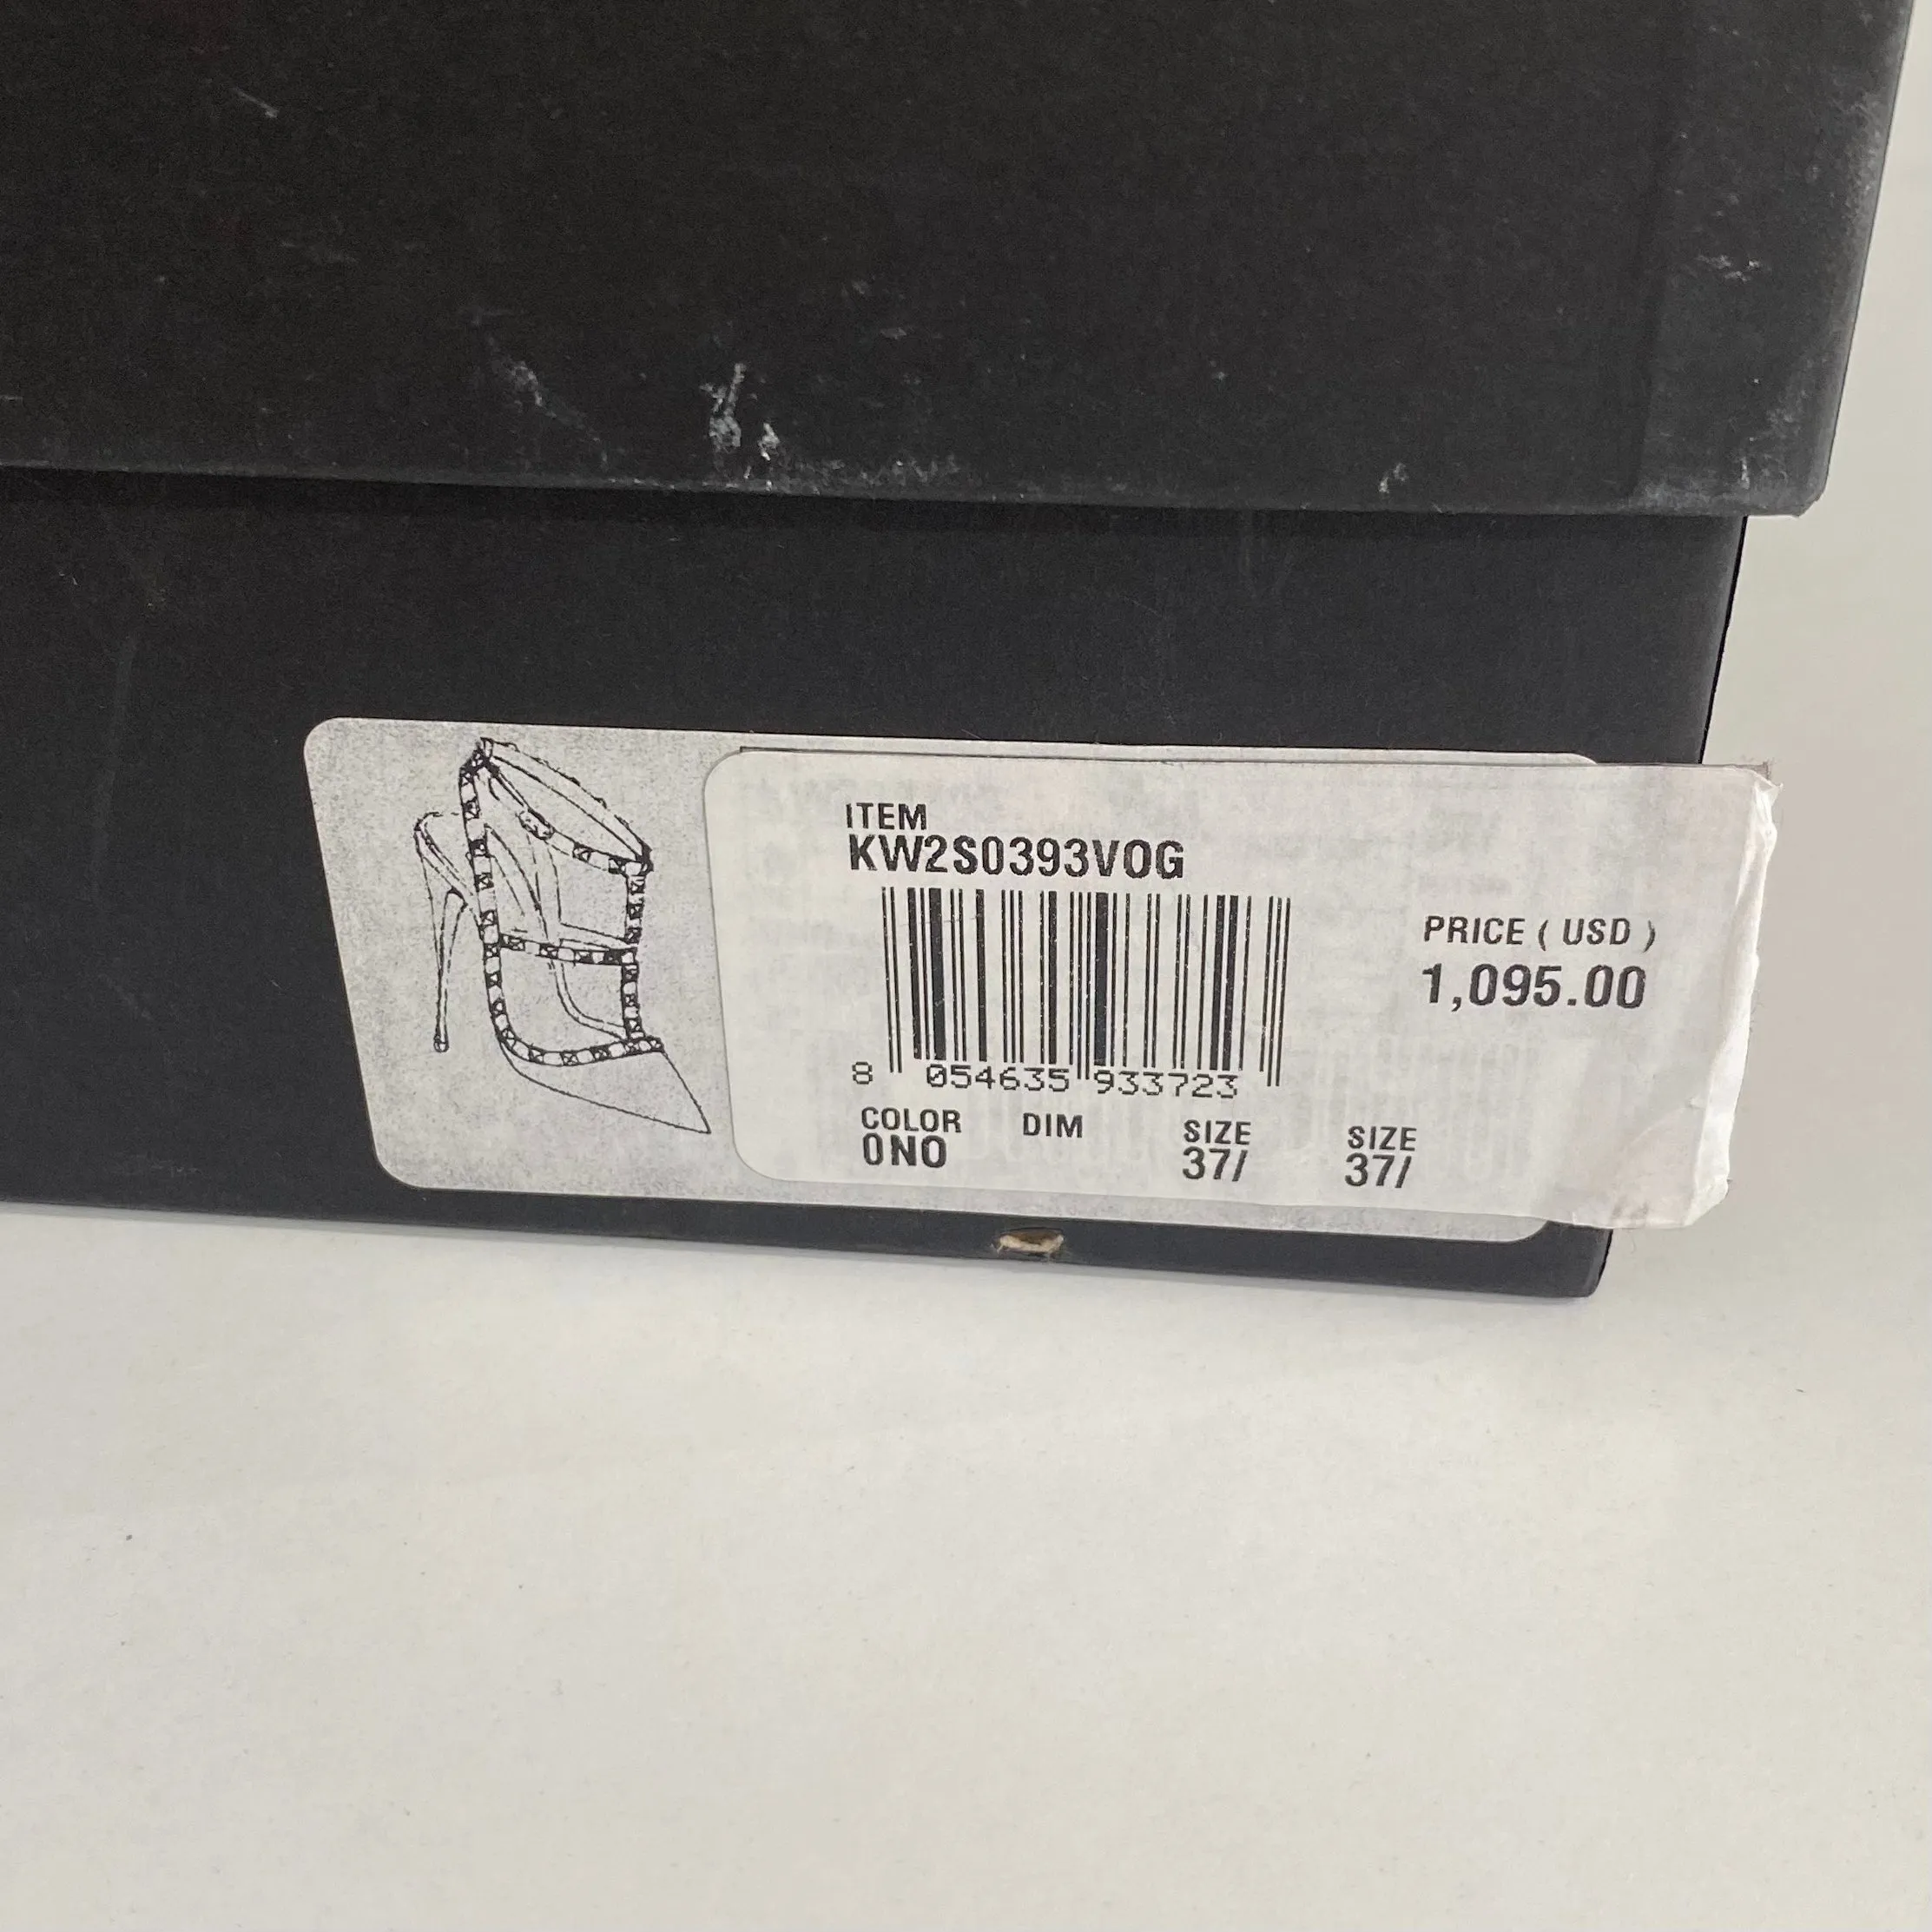 ITEM
KW2S0393VOG
PRICE ( USD )
1,095.00
8 054635 933723
COLOR DIM SIZE SIZE
0NO 37/ 37/